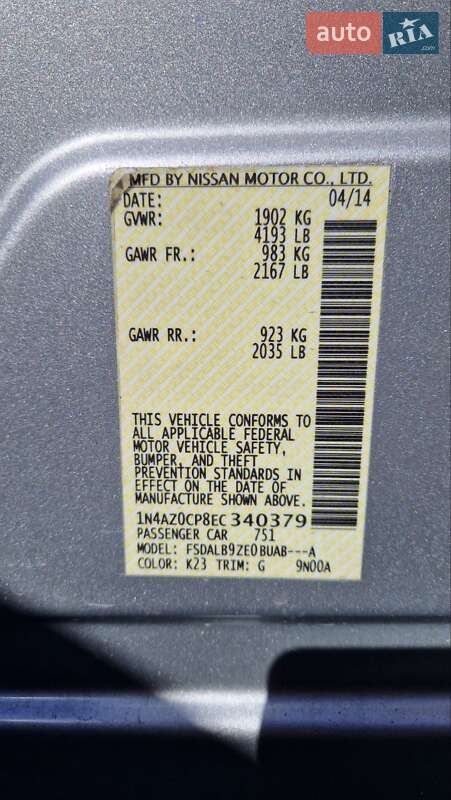 auto RIA.com
MFD BY NISSAN MOTOR CO., LTD.
DATE: 04/14
GVWR: 1902 KG
4193 LB
GAWR FR.: 983 KG
2167 LB
GAWR RR.: 923 KG
2035 LB
THIS VEHICLE CONFORMS TO
ALL APPLICABLE FEDERAL
MOTOR VEHICLE SAFETY,
BUMPER, AND THEFT
PREVENTION STANDARDS IN
EFFECT ON THE DATE OF
MANUFACTURE SHOWN ABOVE.
1N4AZ0CP8EC340379
PASSENGER CAR 751
MODEL: FSDALB9ZE0BUAB---A
COLOR: K23 TRIM: G 9N00A